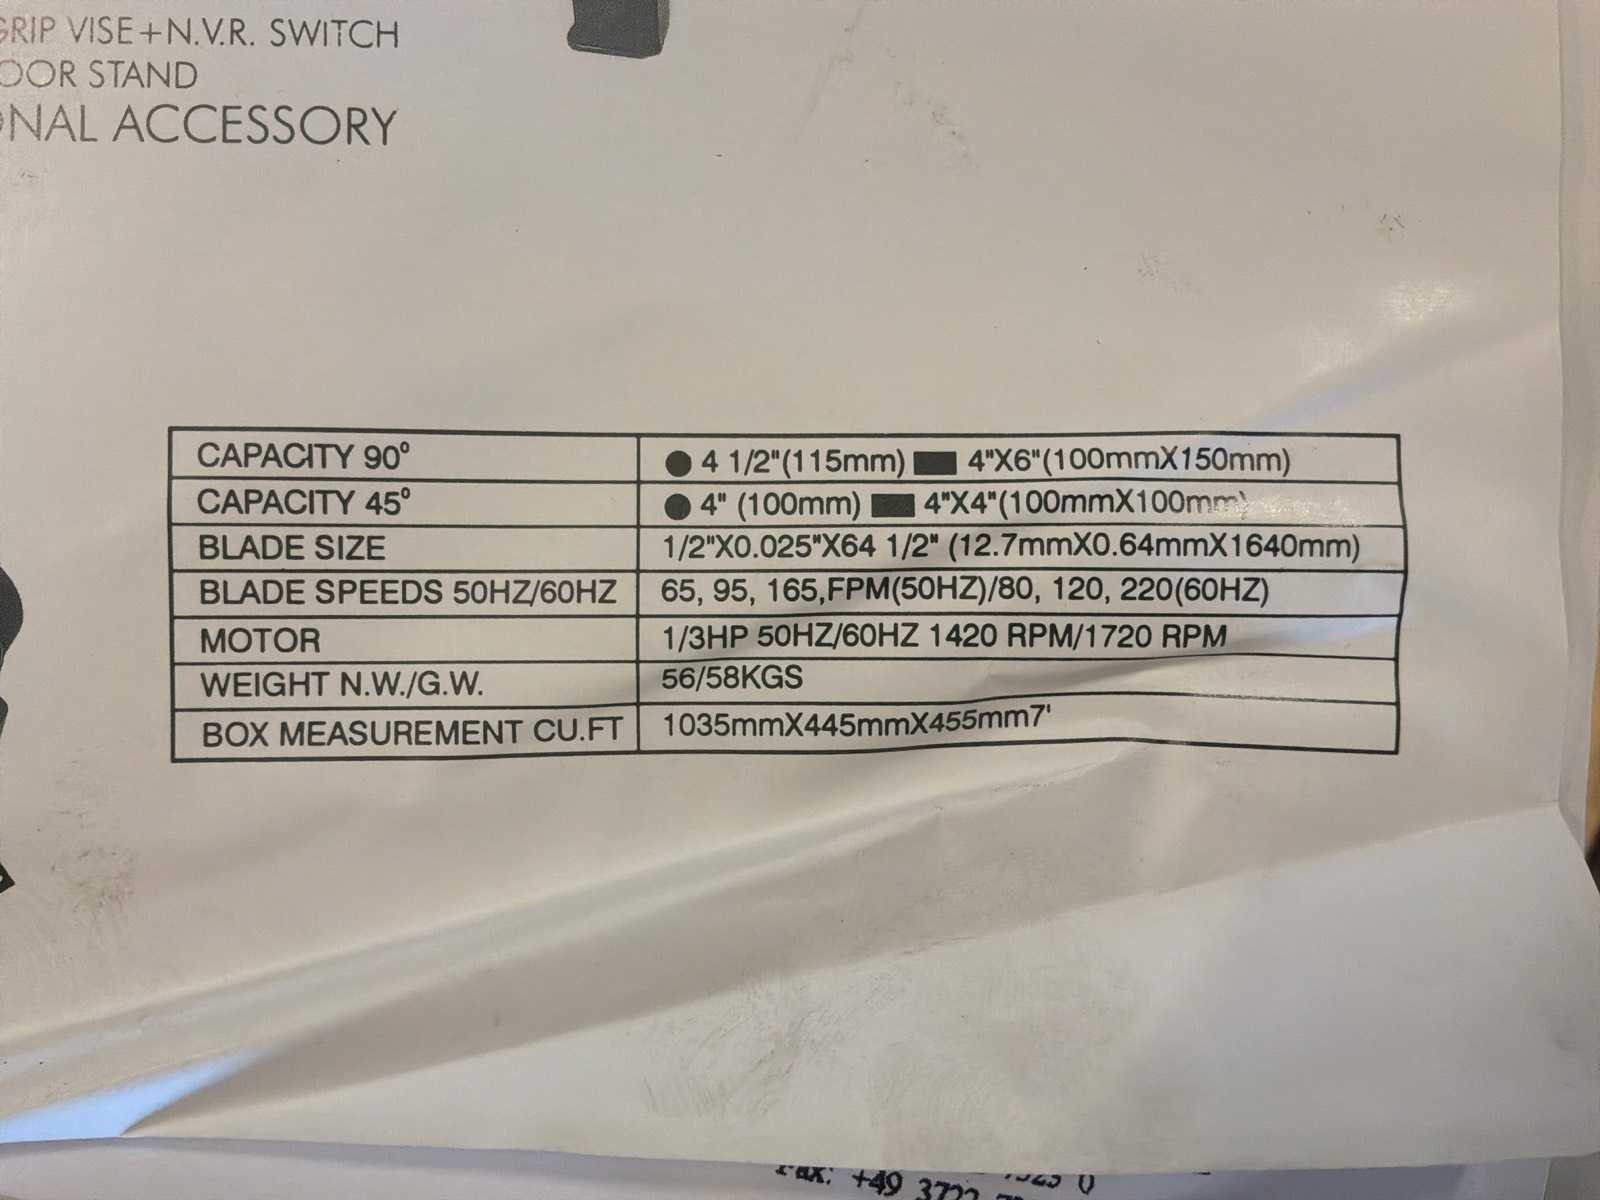 GRIP VISE+N.V.R. SWITCH
OOR STAND
ONAL ACCESSORY
CAPACITY 90° ● 4 1/2"(115mm) ▬ 4"X6"(100mmX150mm)
CAPACITY 45° ● 4" (100mm) ▬ 4"X4"(100mmX100mm)
BLADE SIZE 1/2"X0.025"X64 1/2" (12.7mmX0.64mmX1640mm)
BLADE SPEEDS 50HZ/60HZ 65, 95, 165,FPM(50HZ)/80, 120, 220(60HZ)
MOTOR 1/3HP 50HZ/60HZ 1420 RPM/1720 RPM
WEIGHT N.W./G.W. 56/58KGS
BOX MEASUREMENT CU.FT 1035mmX445mmX455mm7'
Fax: +49 3722